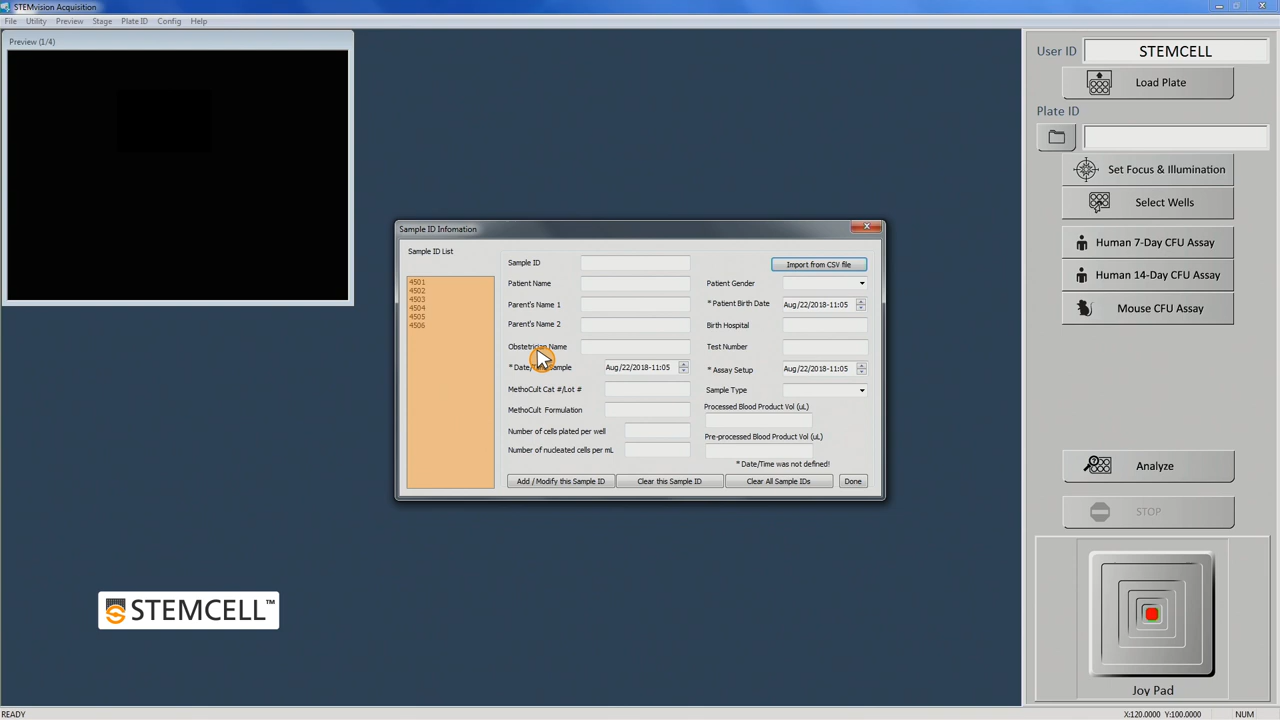 STEMvision Acquisition
File Utility Preview Stage Plate ID Config Help
Preview (1/4)
User ID STEMCELL
Load Plate
Plate ID
Set Focus & Illumination
Select Wells
Human 7-Day CFU Assay
Human 14-Day CFU Assay
Mouse CFU Assay
Analyze
STOP
Joy Pad
Sample ID Infomation
Sample ID List
4501
4502
4503
4504
4505
4506
Sample ID
Import from CSV file
Patient Name
Patient Gender
Parent's Name 1
* Patient Birth Date Aug/22/2018-11:05
Parent's Name 2
Birth Hospital
Obstetrician Name
Test Number
* Date/Time Sample Aug/22/2018-11:05
* Assay Setup Aug/22/2018-11:05
MethoCult Cat #/Lot #
Sample Type
MethoCult Formulation
Processed Blood Product Vol (uL)
Number of cells plated per well
Pre-processed Blood Product Vol (uL)
Number of nucleated cells per mL
* Date/Time was not defined!
Add / Modify this Sample ID Clear this Sample ID Clear All Sample IDs Done
STEMCELL™
READY X:120.0000 Y:100.0000 NUM